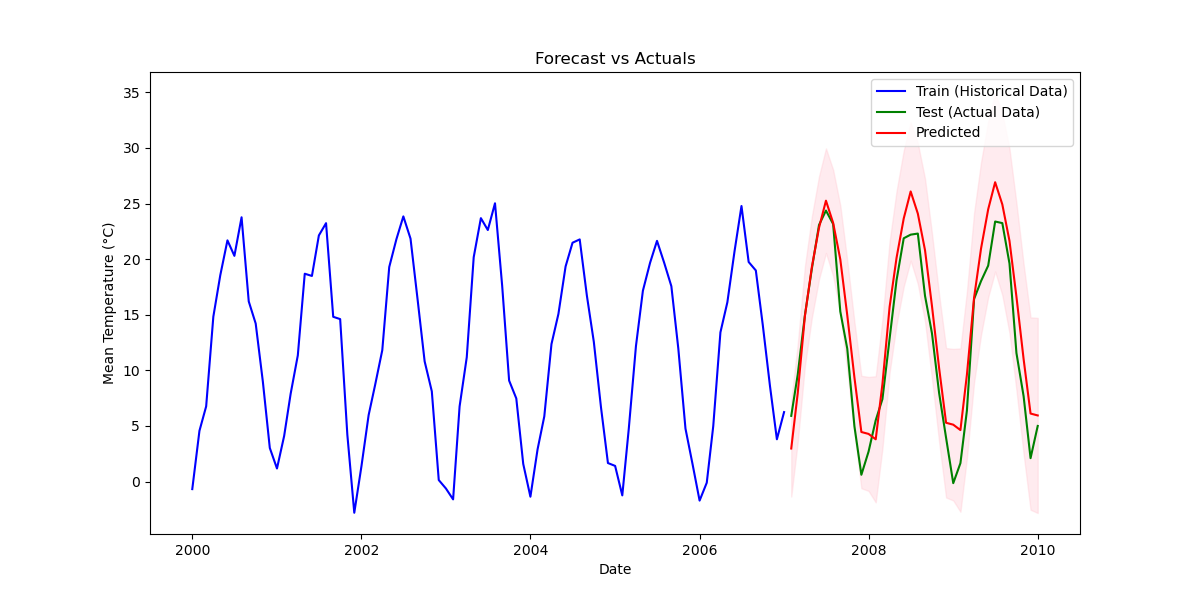 Forecast vs Actuals
Train (Historical Data)
Test (Actual Data)
Predicted
Mean Temperature (°C)
35
30
25
20
15
10
5
0
2000 2002 2004 2006 2008 2010
Date